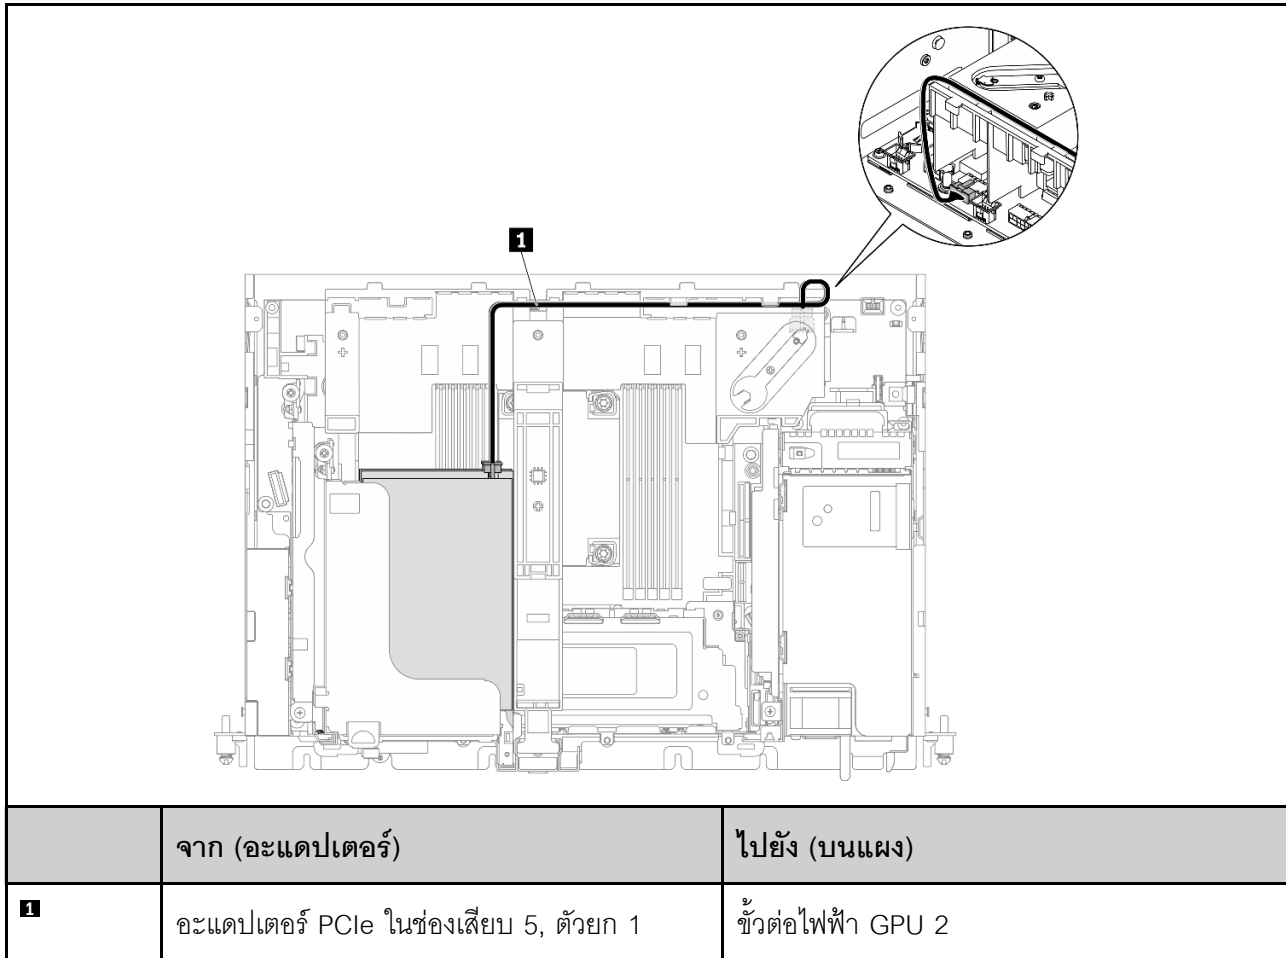 1
จาก (อะแดปเตอร์)
ไปยัง (บนแผง)
1
อะแดปเตอร์ PCIe ในช่องเสียบ 5, ตัวยก 1
ขั้วต่อไฟฟ้า GPU 2